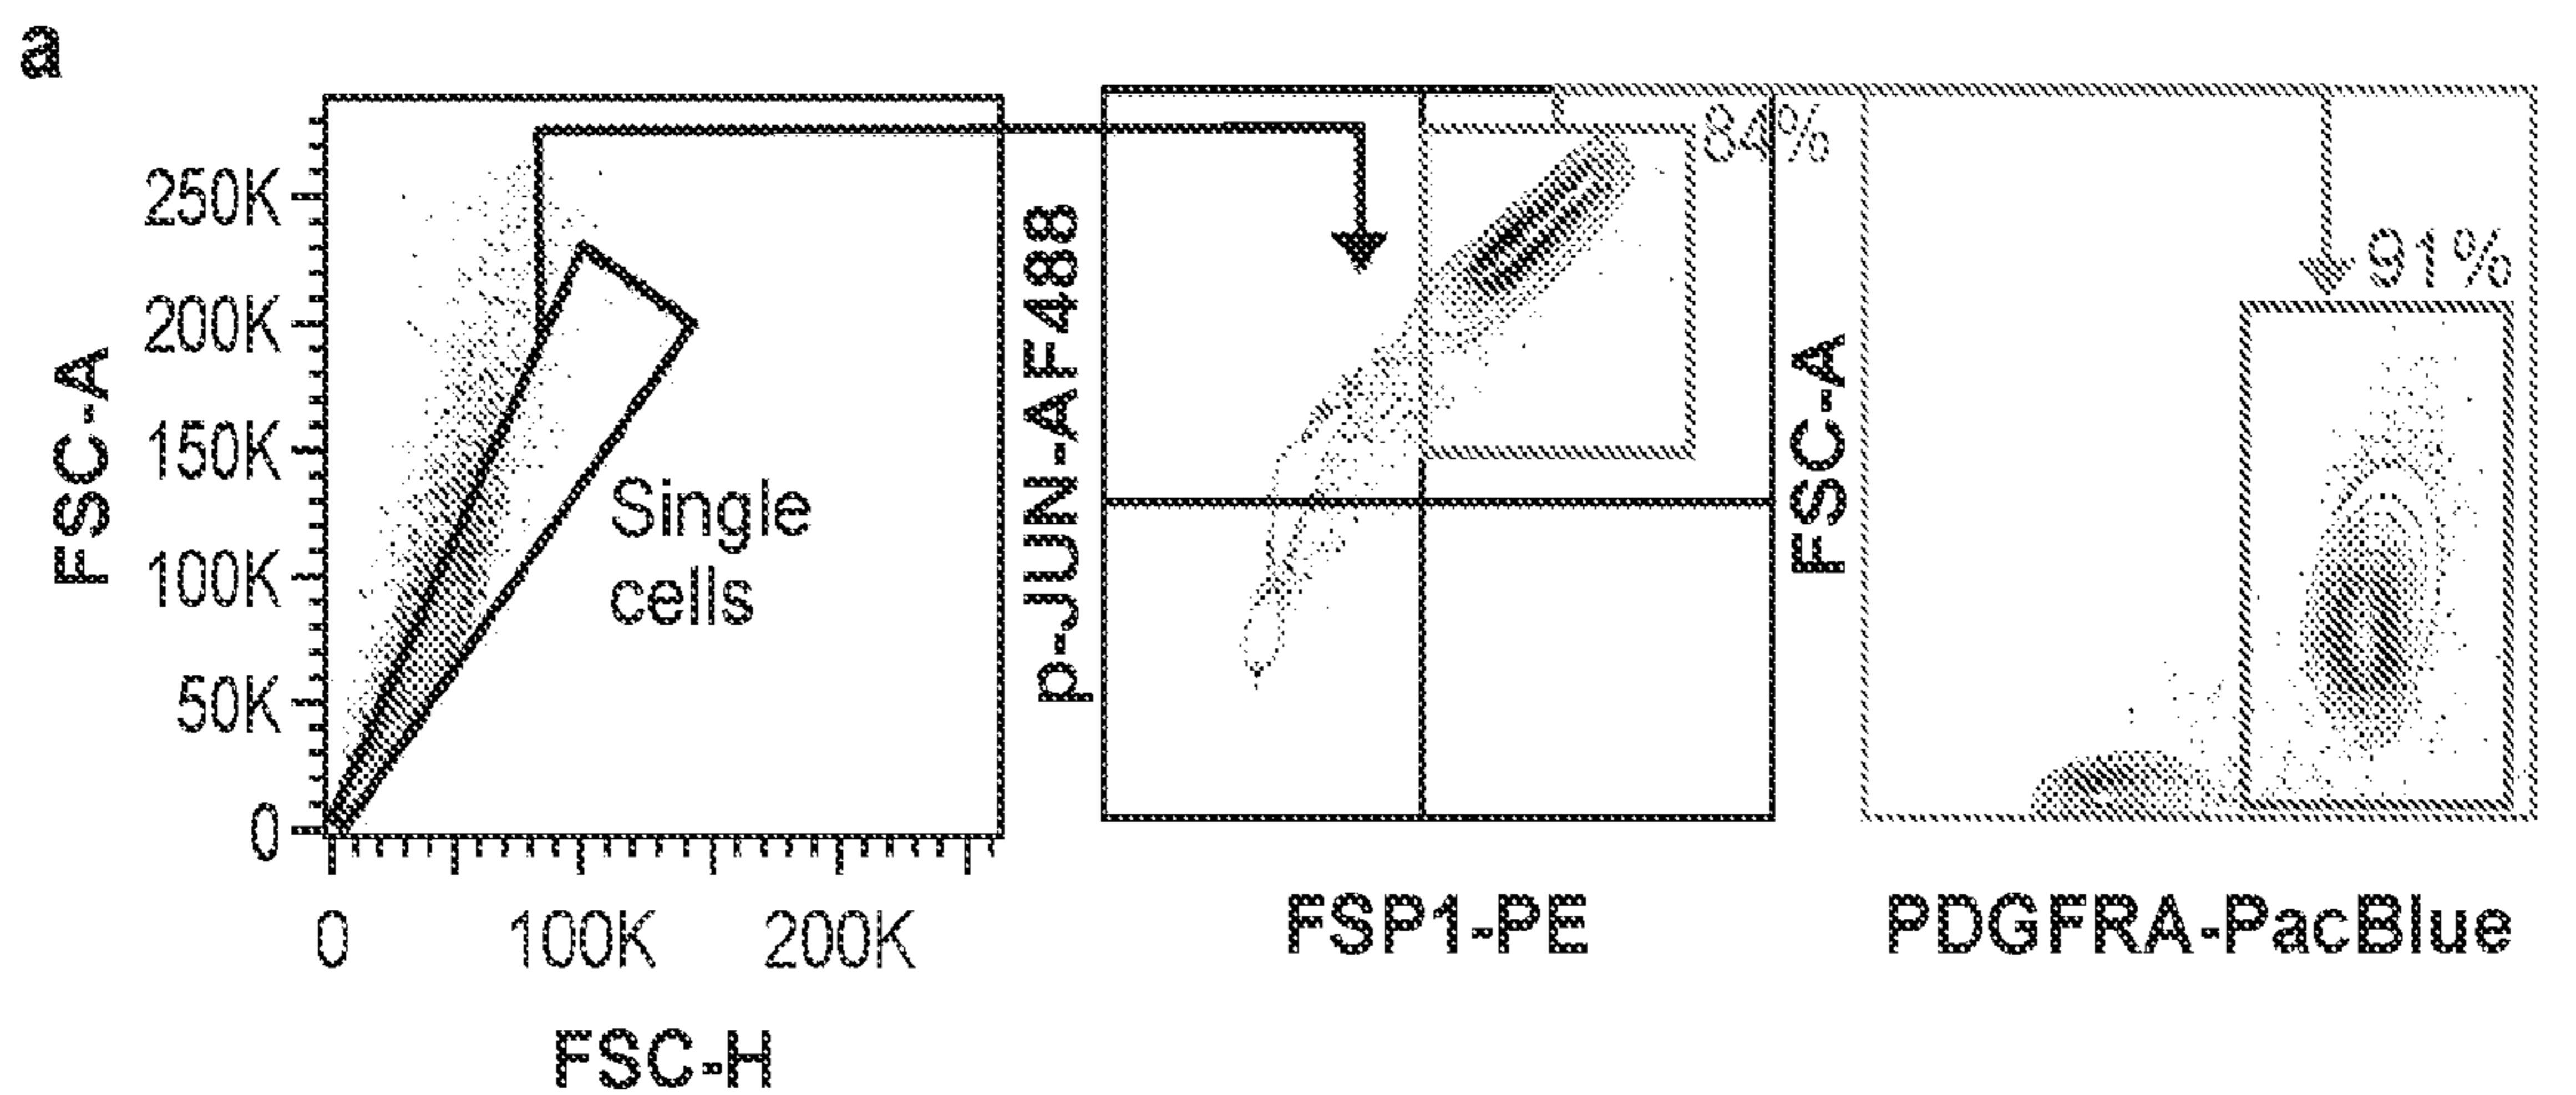 a
FSC-A
250K
200K
150K
100K
50K
0
Single
cells
0
100K
200K
FSC-H
p-JUN-AF488
84%
FSP1-PE
FSC-A
91%
PDGFRA-PacBlue